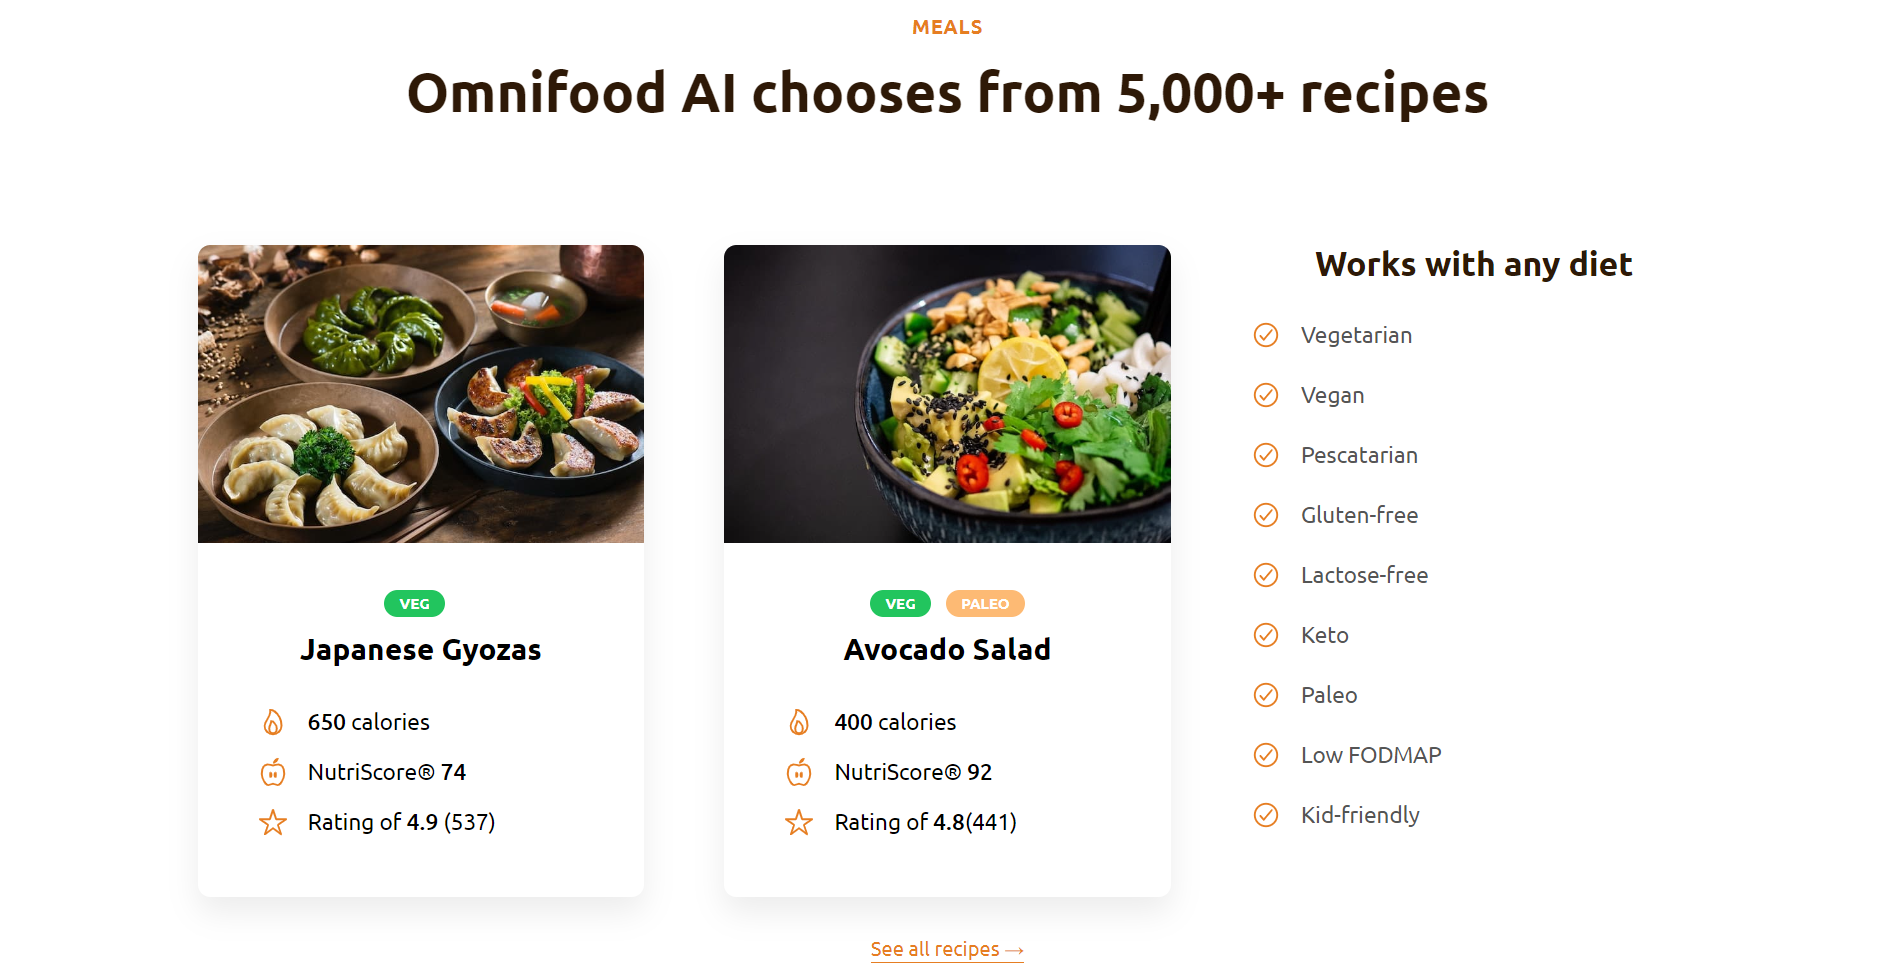 MEALS
Omnifood AI chooses from 5,000+ recipes
VEG
Japanese Gyozas
650 calories
NutriScore® 74
Rating of 4.9 (537)
VEG PALEO
Avocado Salad
400 calories
NutriScore® 92
Rating of 4.8(441)
Works with any diet
Vegetarian
Vegan
Pescatarian
Gluten-free
Lactose-free
Keto
Paleo
Low FODMAP
Kid-friendly
See all recipes →